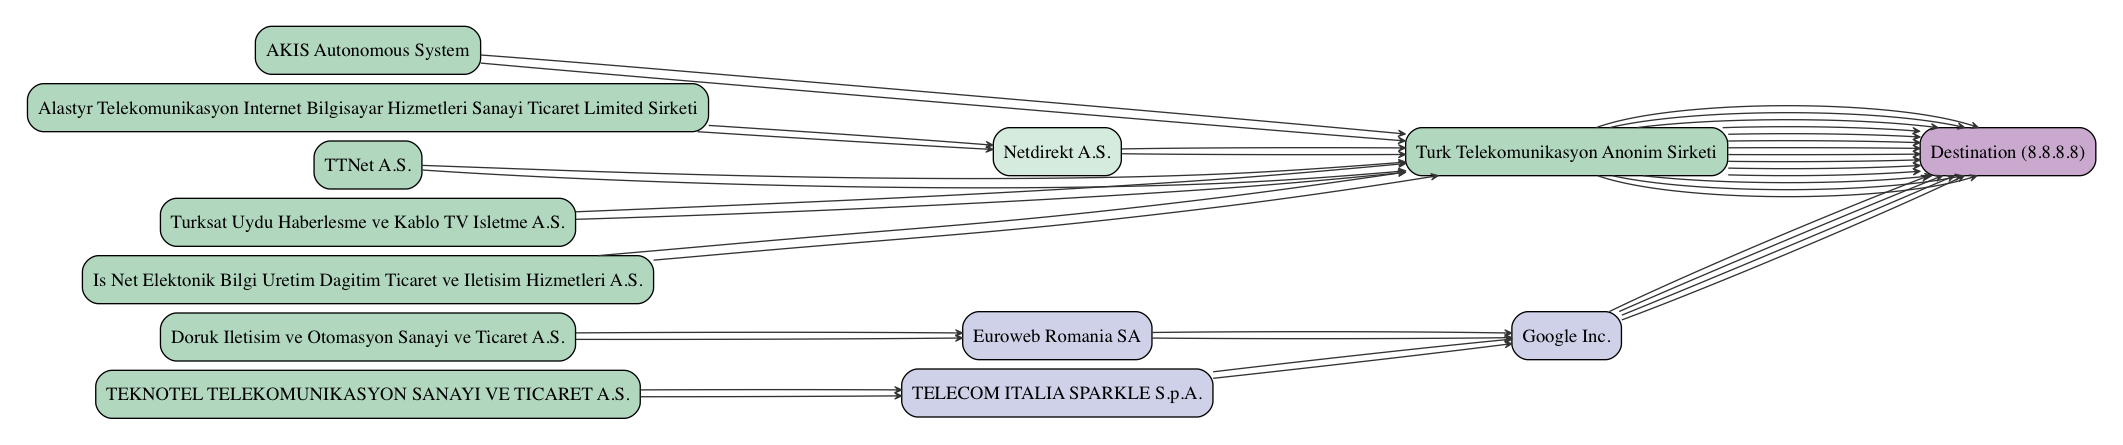 AKIS Autonomous System
Alastyr Telekomunikasyon Internet Bilgisayar Hizmetleri Sanayi Ticaret Limited Sirketi
Netdirekt A.S.
Turk Telekomunikasyon Anonim Sirketi
Destination (8.8.8.8)
TTNet A.S.
Turksat Uydu Haberlesme ve Kablo TV Isletme A.S.
Is Net Elektonik Bilgi Uretim Dagitim Ticaret ve Iletisim Hizmetleri A.S.
Doruk Iletisim ve Otomasyon Sanayi ve Ticaret A.S.
Euroweb Romania SA
Google Inc.
TEKNOTEL TELEKOMUNIKASYON SANAYI VE TICARET A.S.
TELECOM ITALIA SPARKLE S.p.A.